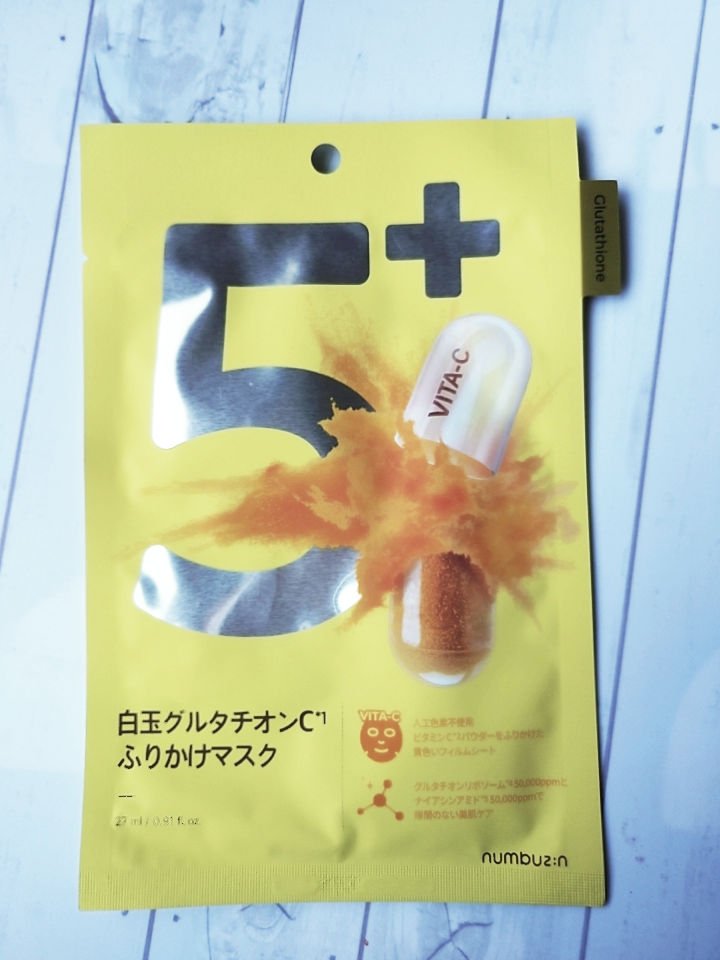 Glutathione
5+
VITA-C
白玉グルタチオンC*1
ふりかけマスク
27 ml / 0.91 fl. oz.
VITA-C
人工色素不使用
ビタミンC*2パウダーをふりかけた
黄色いフィルムシート
グルタチオンリポソーム*4 50,000ppmと
ナイアシンアミド*5 50,000ppmで
隙間のない美肌ケア
numbuz:n